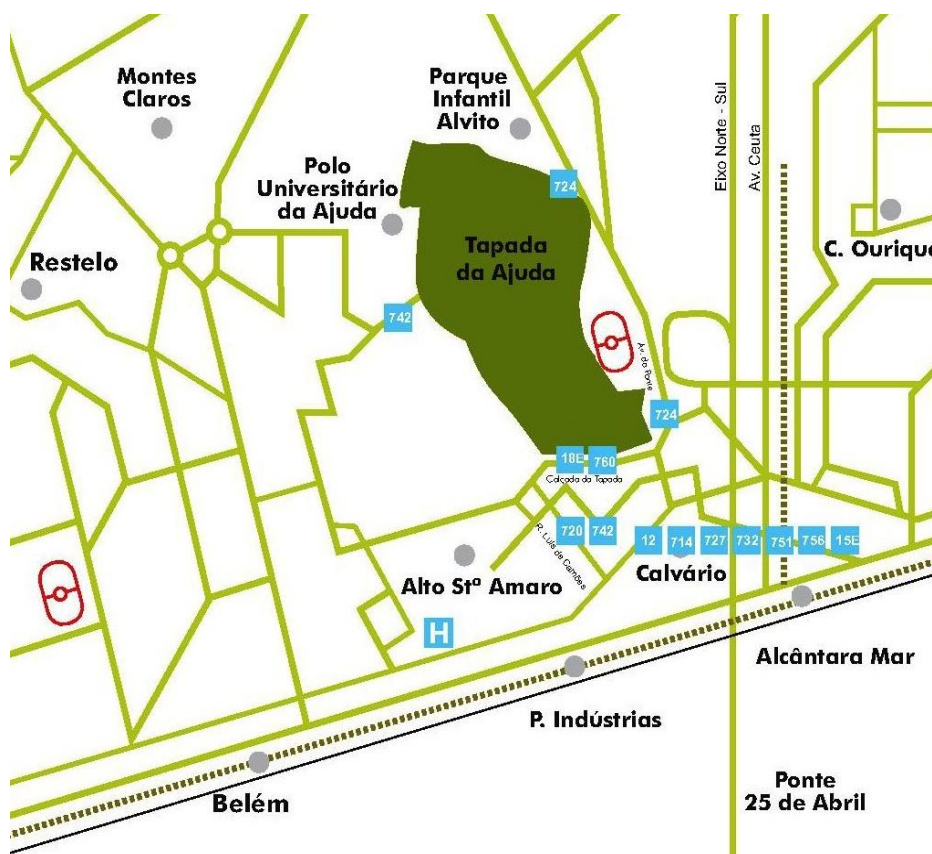 Montes
Claros
Parque
Infantil
Alvito
Eixo Norte - Sul
Av. Ceuta
Polo
Universitário
da Ajuda
724
Restelo
Tapada
da Ajuda
C. Ourique
742
Av. da Ponte
724
18E
760
Calçada da Tapada
720
742
R. Luís de Camões
12
714
727
732
751
756
15E
Alto Stª Amaro
Calvário
H
Alcântara Mar
P. Indústrias
Belém
Ponte
25 de Abril